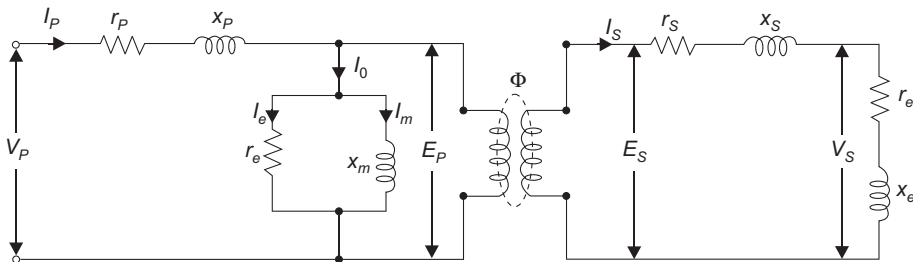 I_P r_P x_P I_S r_S x_S
Φ
I_0
I_e I_m r_e
V_P r_e x_m E_P E_S V_S
x_e